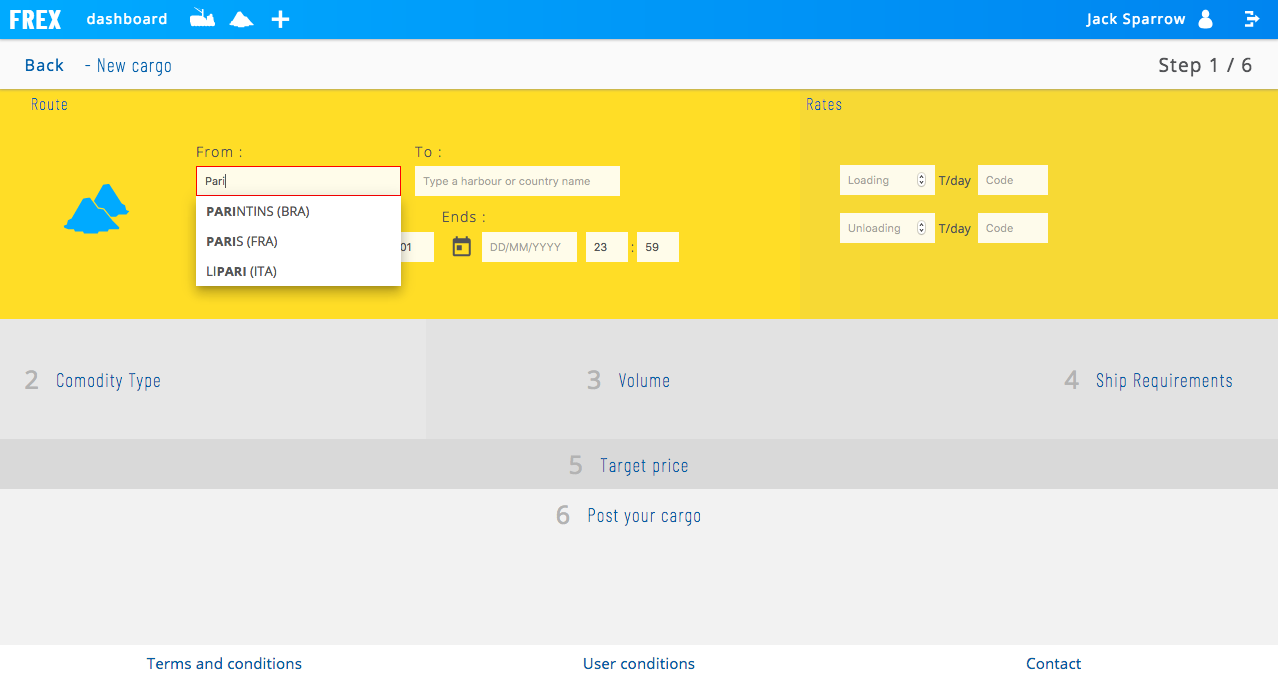 FREX dashboard Jack Sparrow
Back - New cargo Step 1 / 6
Route Rates
From : To :
Pari Type a harbour or country name Loading T/day Code
PARINTINS (BRA) Ends :
PARIS (FRA) 01 DD/MM/YYYY 23 : 59 Unloading T/day Code
LIPARI (ITA)
2 Comodity Type 3 Volume 4 Ship Requirements
5 Target price
6 Post your cargo
Terms and conditions User conditions Contact